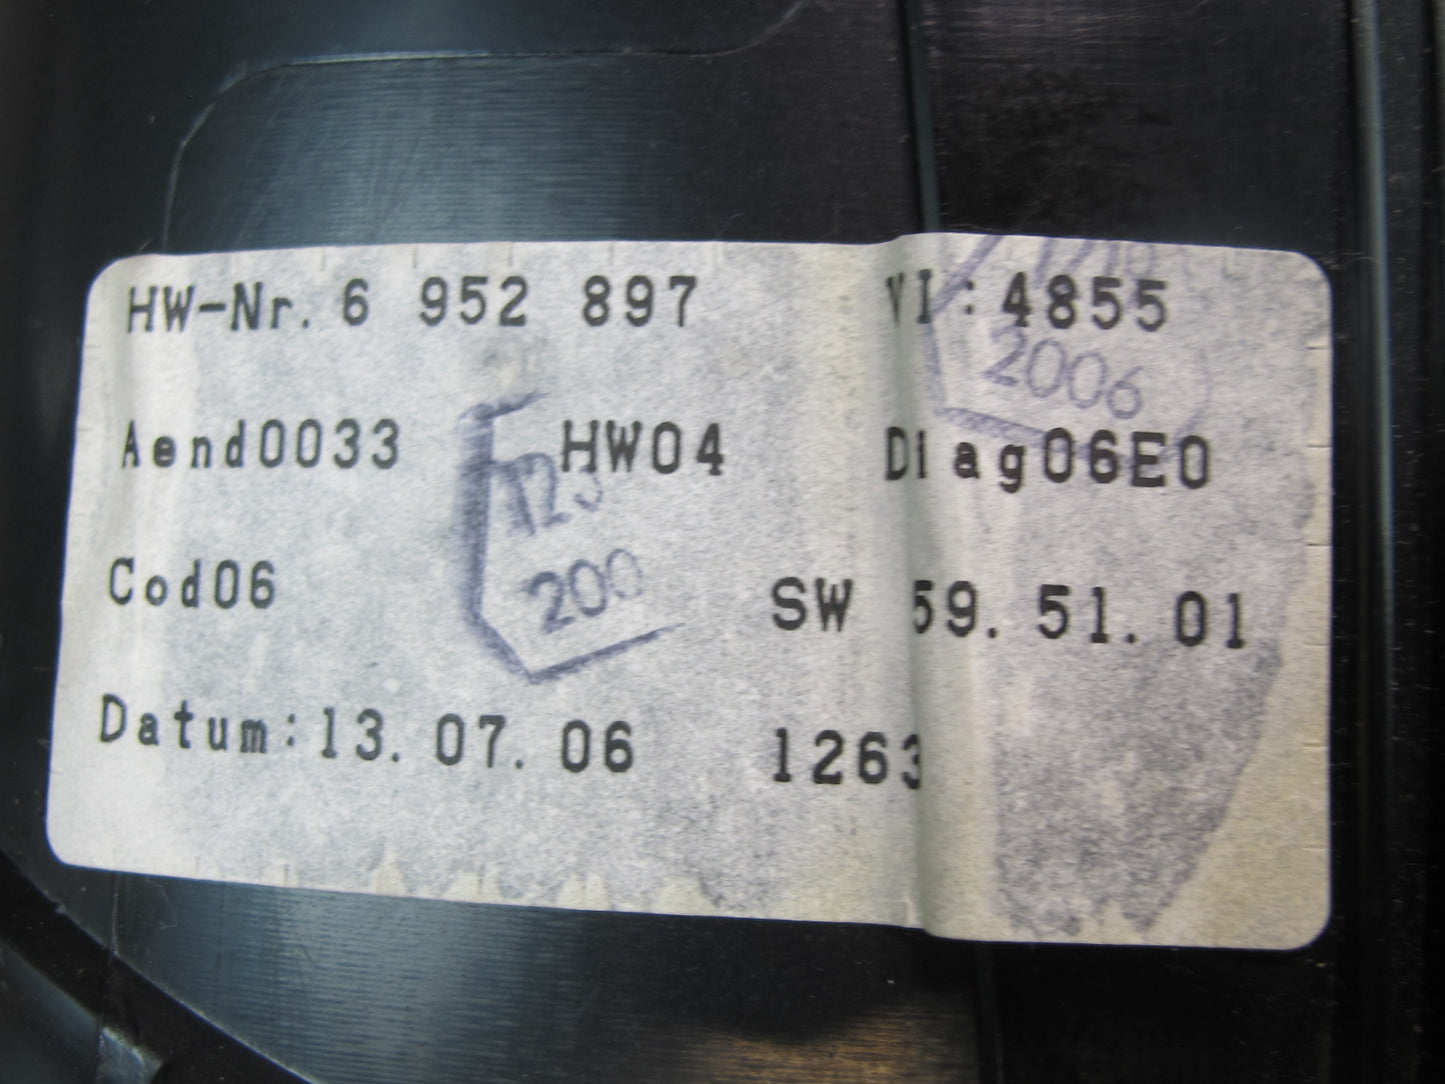 HW-Nr. 6 952 897 VI: 4855
2006
Aend0033 HW04 Diag06E0
Cod06 200 SW 59. 51. 01
Datum: 13. 07. 06 1263